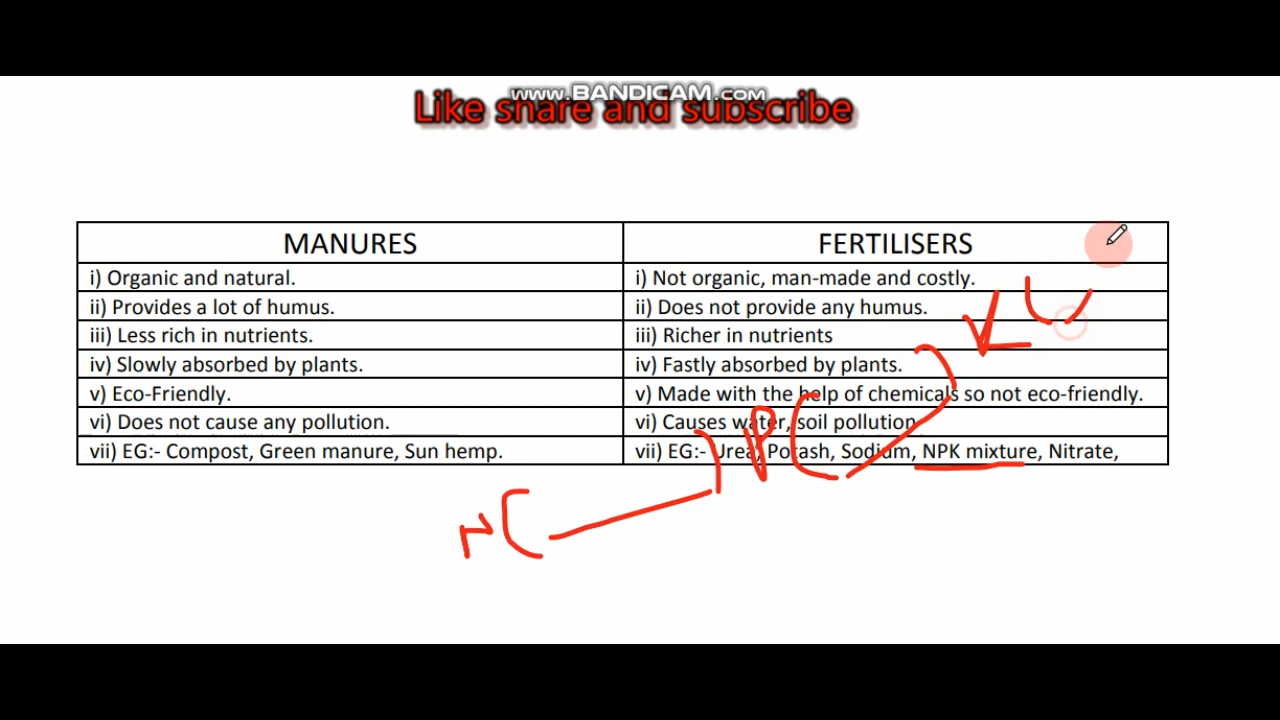 www.BANDICAM.com
Like share and subscribe
MANURES FERTILISERS
i) Organic and natural. i) Not organic, man-made and costly.
ii) Provides a lot of humus. ii) Does not provide any humus.
iii) Less rich in nutrients. iii) Richer in nutrients
iv) Slowly absorbed by plants. iv) Fastly absorbed by plants.
v) Eco-Friendly. v) Made with the help of chemicals so not eco-friendly.
vi) Does not cause any pollution. vi) Causes water, soil pollution
vii) EG:- Compost, Green manure, Sun hemp. vii) EG:- Urea, Potash, Sodium, NPK mixture, Nitrate,
N( ) P( ) K(